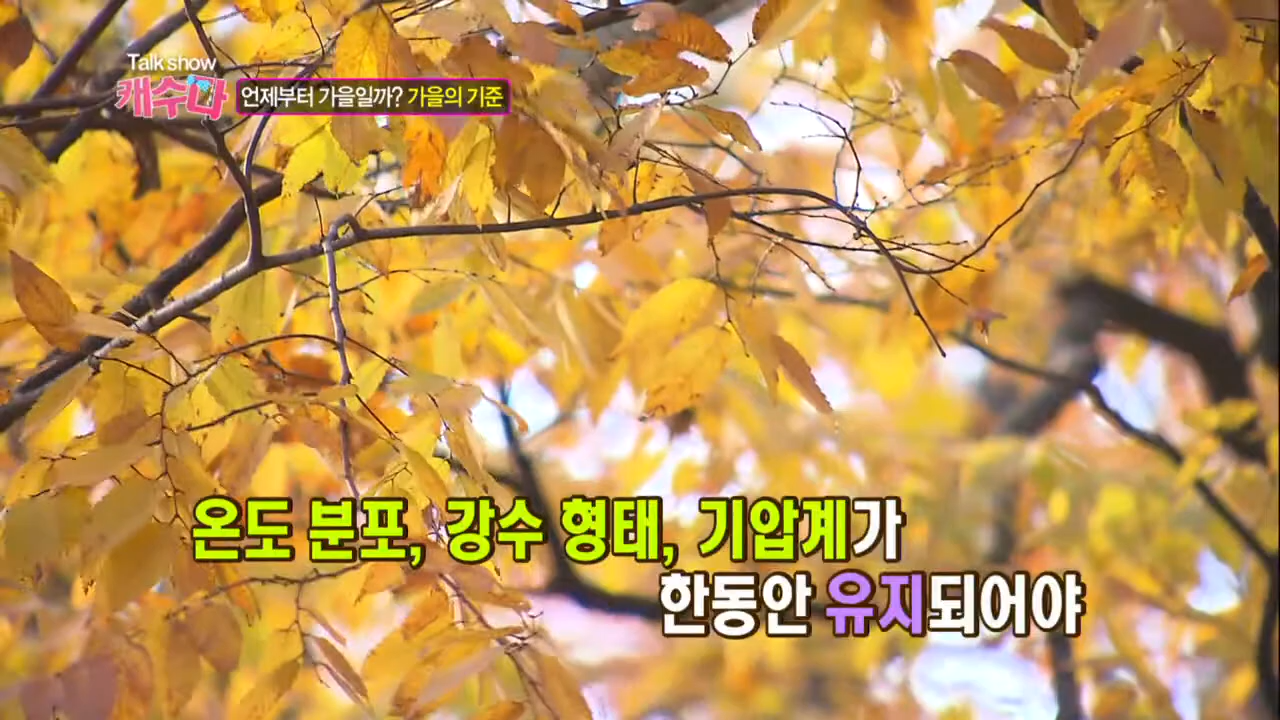 Talk show
캐수다
언제부터 가을일까? 가을의 기준
온도 분포, 강수 형태, 기압계가
한동안 유지되어야